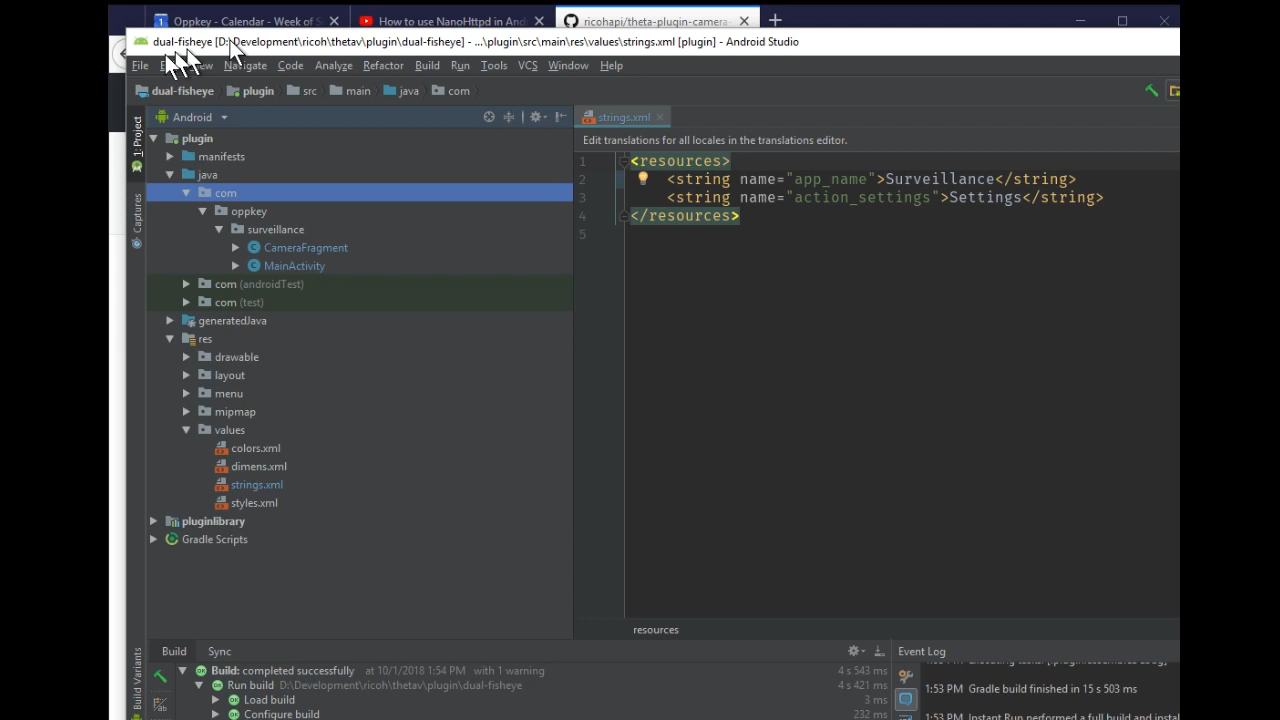 Oppkey - Calendar - Week of S
How to use NanoHttpd in And
ricohapi/theta-plugin-camera-
dual-fisheye [D:\Development\ricoh\thetav\plugin\dual-fisheye] - ...\plugin\src\main\res\values\strings.xml [plugin] - Android Studio
File Navigate Code Analyze Refactor Build Run Tools VCS Window Help
dual-fisheye plugin src main java com
Android
strings.xml
1: Project
Captures
Build Variants
plugin
manifests
java
com
oppkey
surveillance
CameraFragment
MainActivity
com (androidTest)
com (test)
generatedJava
res
drawable
layout
menu
mipmap
values
colors.xml
dimens.xml
strings.xml
styles.xml
pluginlibrary
Gradle Scripts
Edit translations for all locales in the translations editor.
1 <resources>
2 <string name="app_name">Surveillance</string>
3 <string name="action_settings">Settings</string>
4 </resources>
5
resources
Build Sync
Build: completed successfully at 10/1/2018 1:54 PM with 1 warning 4 s 543 ms
Run build D:\Development\ricoh\thetav\plugin\dual-fisheye 4 s 421 ms
Load build 3 ms
Configure build 232 ms
Event Log
1:53 PM Gradle build finished in 15 s 503 ms
1:53 PM Instant Run performed a full build and install